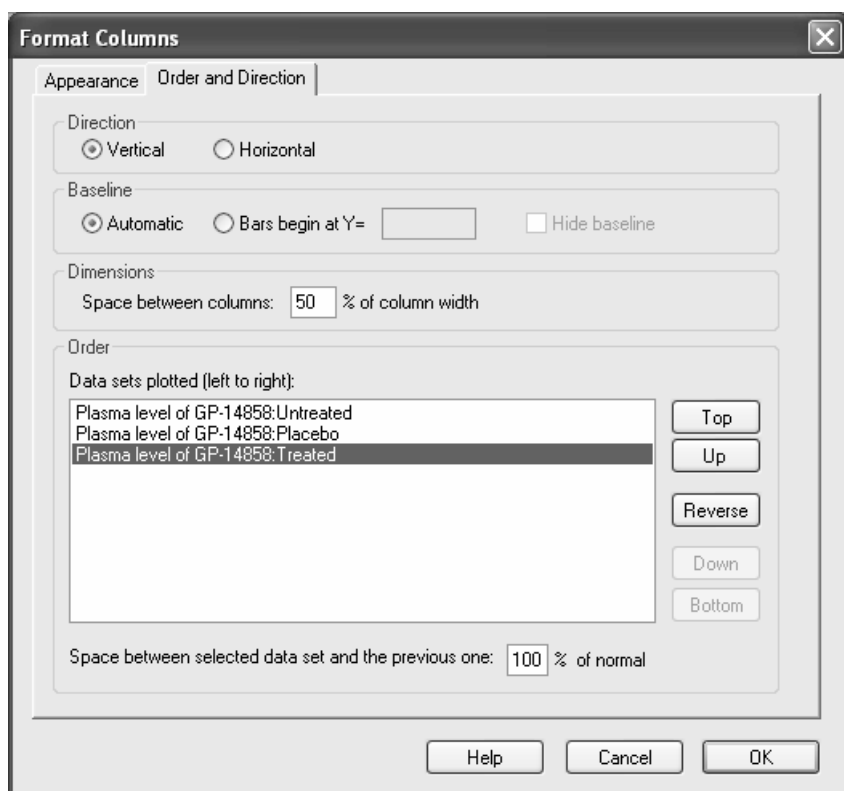 Format Columns
Appearance Order and Direction
Direction
Vertical Horizontal
Baseline
Automatic Bars begin at Y= Hide baseline
Dimensions
Space between columns: 50 % of column width
Order
Data sets plotted (left to right):
Plasma level of GP-14858:Untreated
Plasma level of GP-14858:Placebo
Plasma level of GP-14858:Treated
Top
Up
Reverse
Down
Bottom
Space between selected data set and the previous one: 100 % of normal
Help Cancel OK